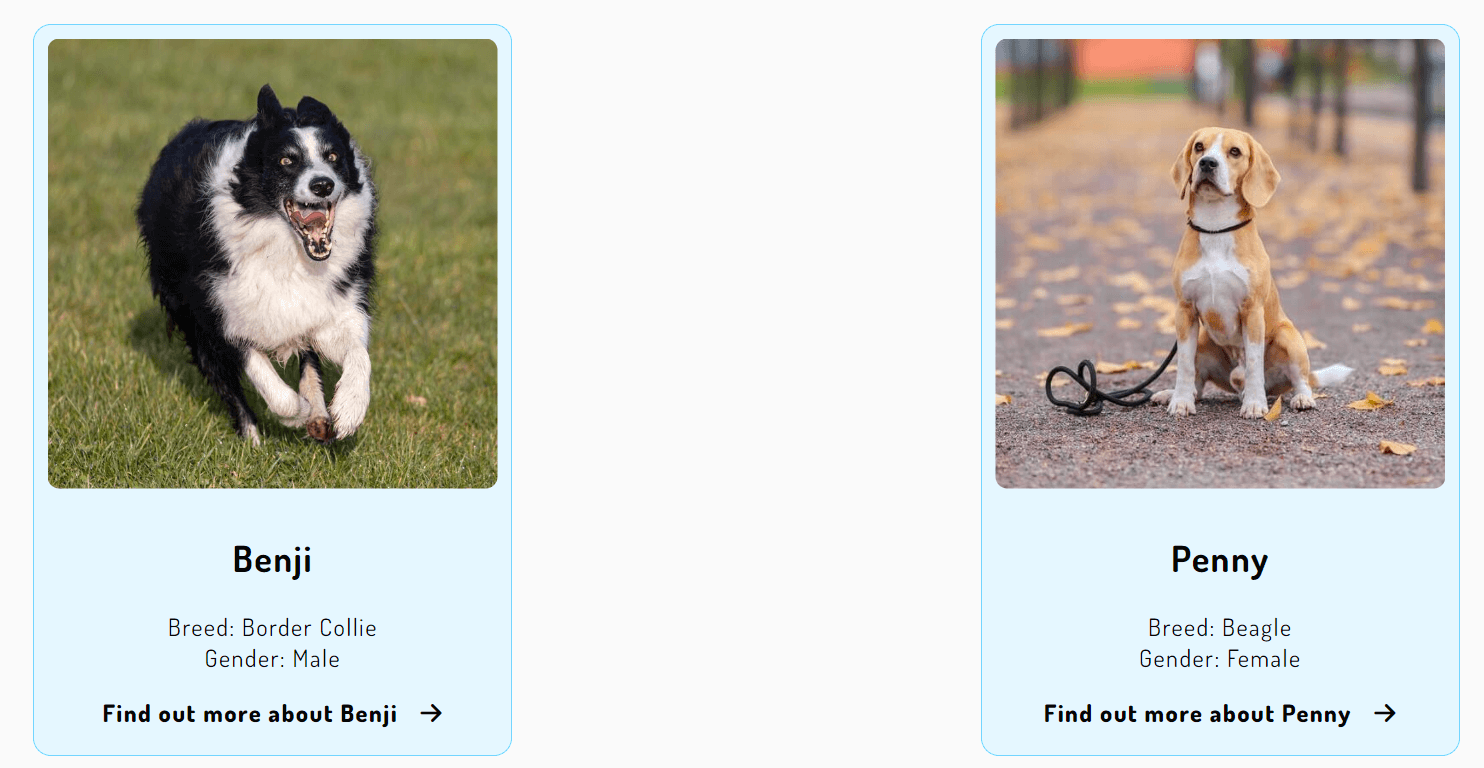 Benji
Breed: Border Collie
Gender: Male
Find out more about Benji →
Penny
Breed: Beagle
Gender: Female
Find out more about Penny →